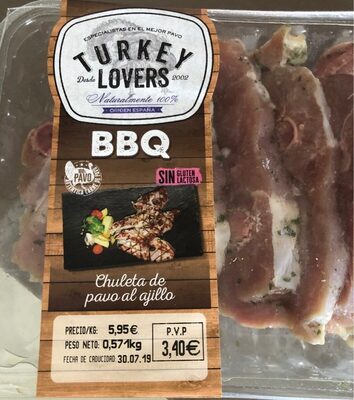 ESPECIALISTAS EN EL MEJOR PAVO
TURKEY
Desde LOVERS 2002
Naturalmente 100%
ORIGEN ESPAÑA
BBQ
PAVO
SIN GLUTEN LACTOSA
Chuleta de
pavo al ajillo
PRECIO/KG: 5,95€
PESO NETO: 0,571kg
FECHA DE CADUCIDAD: 30.07.19
P.V.P
3,40€